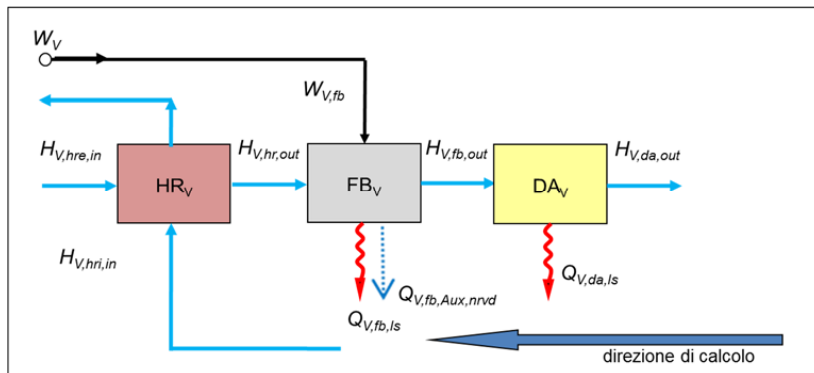 W_V
W_V,fb
H_V,hre,in
H_V,hr,out
H_V,fb,out
H_V,da,out
HR_V
FB_V
DA_V
H_V,hri,in
Q_V,fb,Aux,nrvd
Q_V,da,ls
Q_V,fb,ls
direzione di calcolo